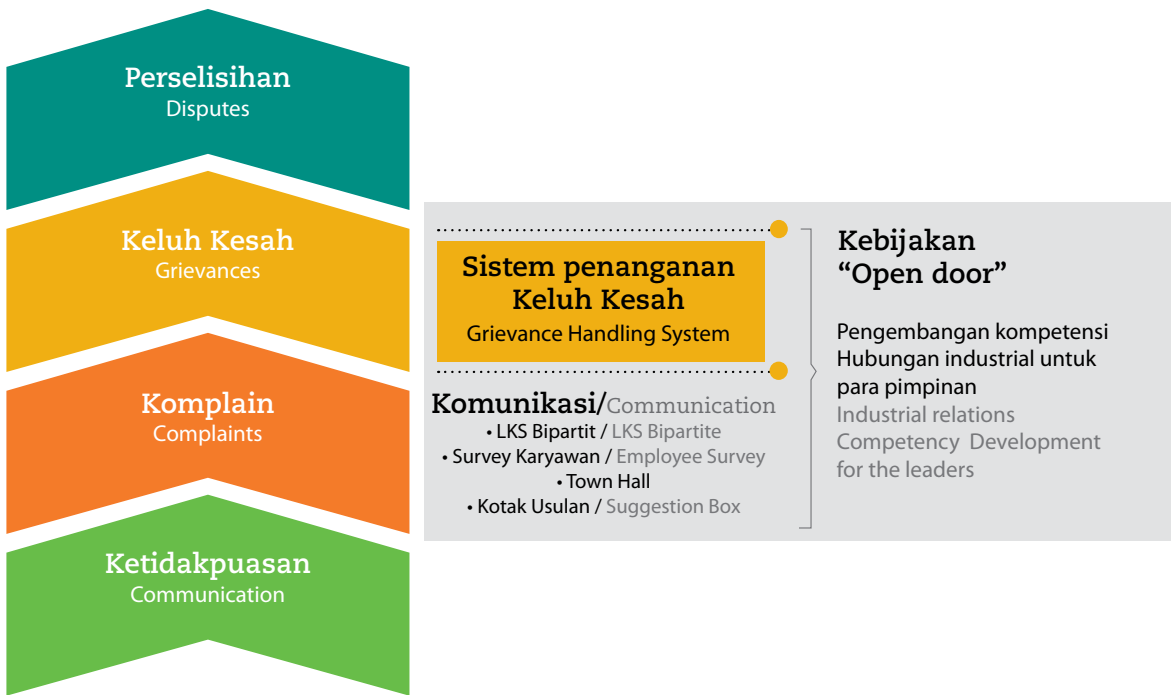 Perselisihan
Disputes
Keluh Kesah
Grievances
Komplain
Complaints
Ketidakpuasan
Communication
Sistem penanganan
Keluh Kesah
Grievance Handling System
Komunikasi/Communication
• LKS Bipartit / LKS Bipartite
• Survey Karyawan / Employee Survey
• Town Hall
• Kotak Usulan / Suggestion Box
Kebijakan
“Open door”
Pengembangan kompetensi
Hubungan industrial untuk
para pimpinan
Industrial relations
Competency Development
for the leaders